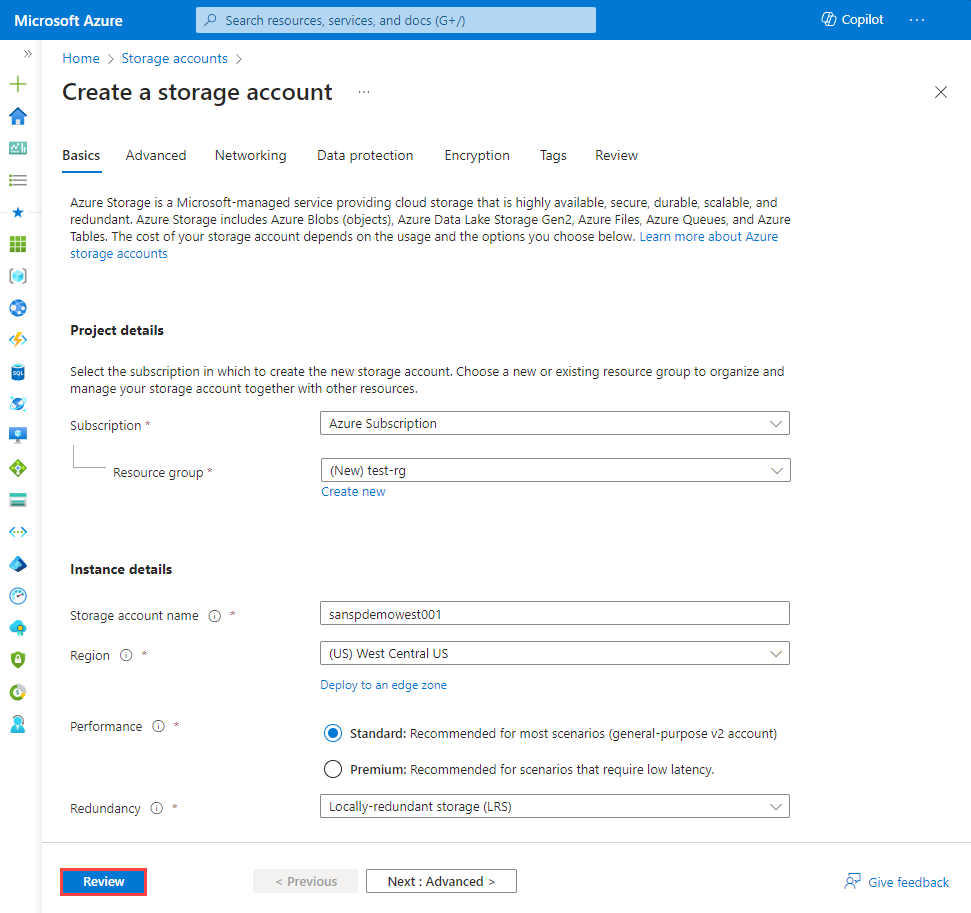 Microsoft Azure
Search resources, services, and docs (G+/)
Copilot
Home > Storage accounts >
Create a storage account
Basics Advanced Networking Data protection Encryption Tags Review
Azure Storage is a Microsoft-managed service providing cloud storage that is highly available, secure, durable, scalable, and
redundant. Azure Storage includes Azure Blobs (objects), Azure Data Lake Storage Gen2, Azure Files, Azure Queues, and Azure
Tables. The cost of your storage account depends on the usage and the options you choose below. Learn more about Azure
storage accounts
Project details
Select the subscription in which to create the new storage account. Choose a new or existing resource group to organize and
manage your storage account together with other resources.
Subscription *
Azure Subscription
Resource group *
(New) test-rg
Create new
Instance details
Storage account name *
sanspdemowest001
Region *
(US) West Central US
Deploy to an edge zone
Performance *
Standard: Recommended for most scenarios (general-purpose v2 account)
Premium: Recommended for scenarios that require low latency.
Redundancy *
Locally-redundant storage (LRS)
Review
< Previous
Next : Advanced >
Give feedback